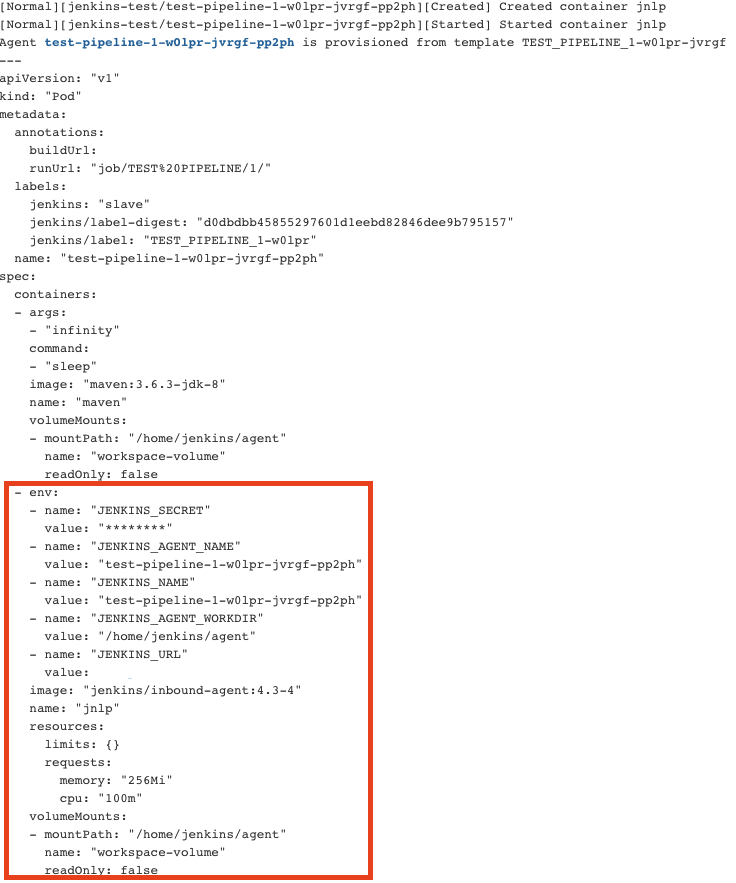 [Normal][jenkins-test/test-pipeline-1-w0lpr-jvrgf-pp2ph][Created] Created container jnlp
[Normal][jenkins-test/test-pipeline-1-w0lpr-jvrgf-pp2ph][Started] Started container jnlp
Agent test-pipeline-1-w0lpr-jvrgf-pp2ph is provisioned from template TEST_PIPELINE_1-w0lpr-jvrgf
---
apiVersion: "v1"
kind: "Pod"
metadata:
  annotations:
    buildUrl:
    runUrl: "job/TEST%20PIPELINE/1/"
  labels:
    jenkins: "slave"
    jenkins/label-digest: "d0dbdbb45855297601d1eebd82846dee9b795157"
    jenkins/label: "TEST_PIPELINE_1-w0lpr"
  name: "test-pipeline-1-w0lpr-jvrgf-pp2ph"
spec:
  containers:
  - args:
    - "infinity"
    command:
    - "sleep"
    image: "maven:3.6.3-jdk-8"
    name: "maven"
    volumeMounts:
    - mountPath: "/home/jenkins/agent"
      name: "workspace-volume"
      readOnly: false
  - env:
    - name: "JENKINS_SECRET"
      value: "********"
    - name: "JENKINS_AGENT_NAME"
      value: "test-pipeline-1-w0lpr-jvrgf-pp2ph"
    - name: "JENKINS_NAME"
      value: "test-pipeline-1-w0lpr-jvrgf-pp2ph"
    - name: "JENKINS_AGENT_WORKDIR"
      value: "/home/jenkins/agent"
    - name: "JENKINS_URL"
      value:
    image: "jenkins/inbound-agent:4.3-4"
    name: "jnlp"
    resources:
      limits: {}
      requests:
        memory: "256Mi"
        cpu: "100m"
    volumeMounts:
    - mountPath: "/home/jenkins/agent"
      name: "workspace-volume"
      readOnly: false